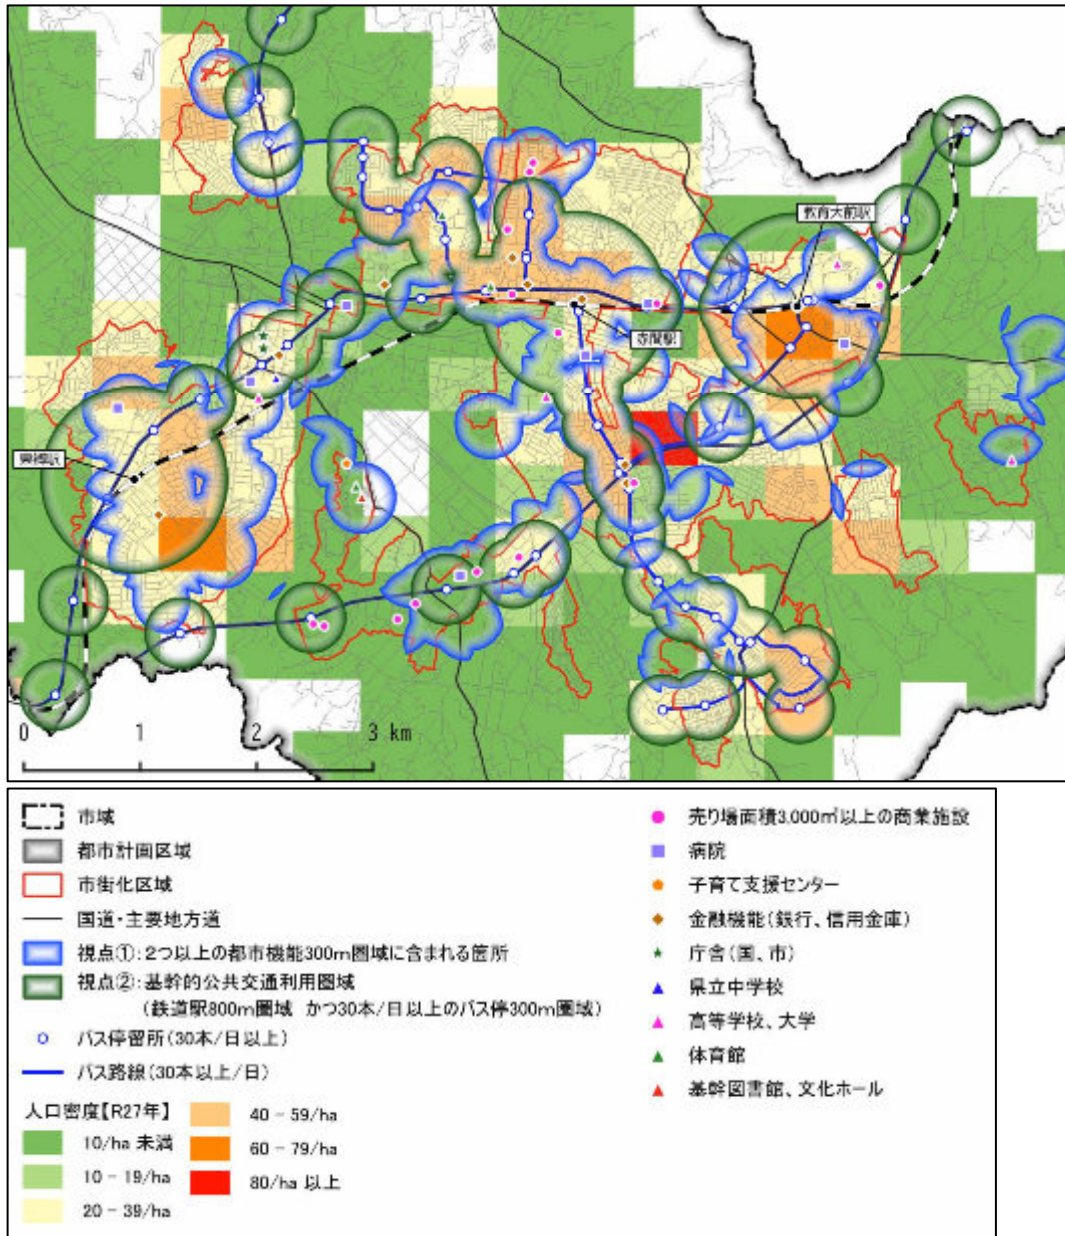 教育大前駅
赤間駅
東郷駅
0 1 2 3 km
市域
都市計画区域
市街化区域
国道・主要地方道
視点①:2つ以上の都市機能300m圏域に含まれる箇所
視点②:基幹的公共交通利用圏域
(鉄道駅800m圏域 かつ30本/日以上のバス停300m圏域)
バス停留所(30本/日以上)
バス路線(30本以上/日)
人口密度【R27年】
10/ha 未満
10-19/ha
20-39/ha
40-59/ha
60-79/ha
80/ha 以上
売り場面積3,000㎡以上の商業施設
病院
子育て支援センター
金融機能(銀行、信用金庫)
庁舎(国、市)
県立中学校
高等学校、大学
体育館
基幹図書館、文化ホール